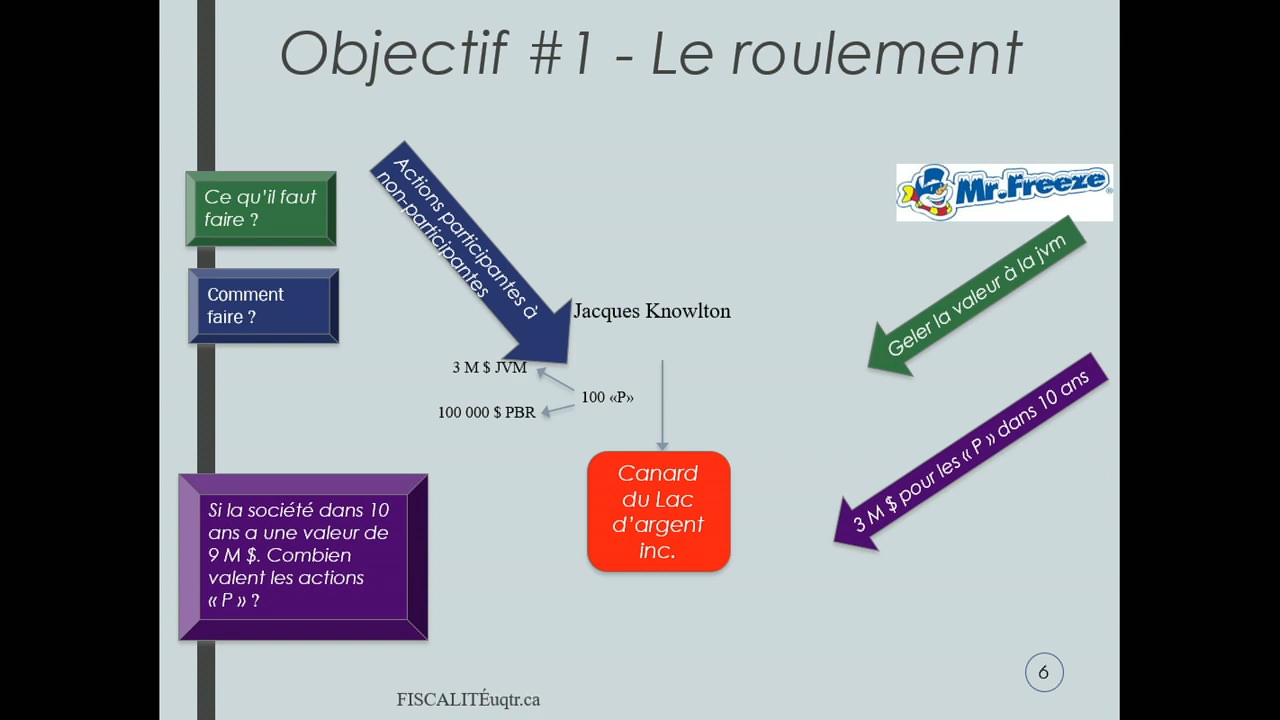 Objectif #1 - Le roulement
Ce qu'il faut
faire ?
Comment
faire ?
Actions participantes à
non-participantes
Mr.Freeze
Geler la valeur à la jvm
Jacques Knowlton
3 M $ JVM
100 «P»
100 000 $ PBR
3 M $ pour les « P » dans 10 ans
Canard
du Lac
d'argent
inc.
Si la société dans 10
ans a une valeur de
9 M $. Combien
valent les actions
« P » ?
6
FISCALITÉuqtr.ca